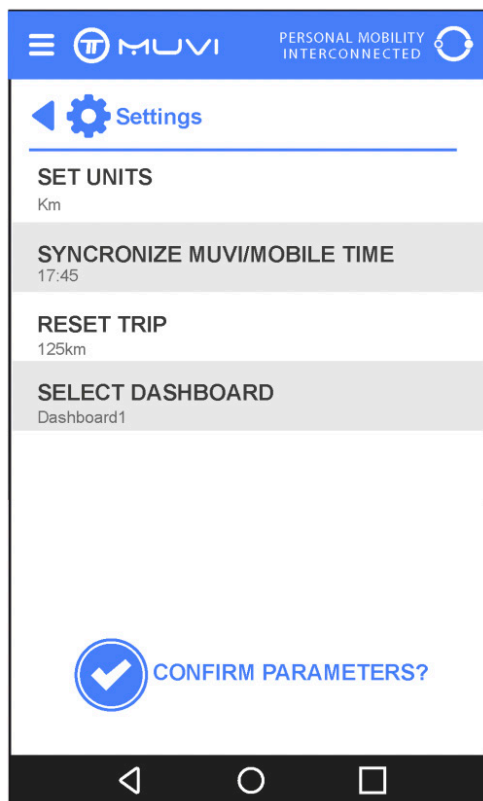 MUVI
PERSONAL MOBILITY
INTERCONNECTED
Settings
SET UNITS
Km
SYNCRONIZE MUVI/MOBILE TIME
17:45
RESET TRIP
125km
SELECT DASHBOARD
Dashboard1
CONFIRM PARAMETERS?